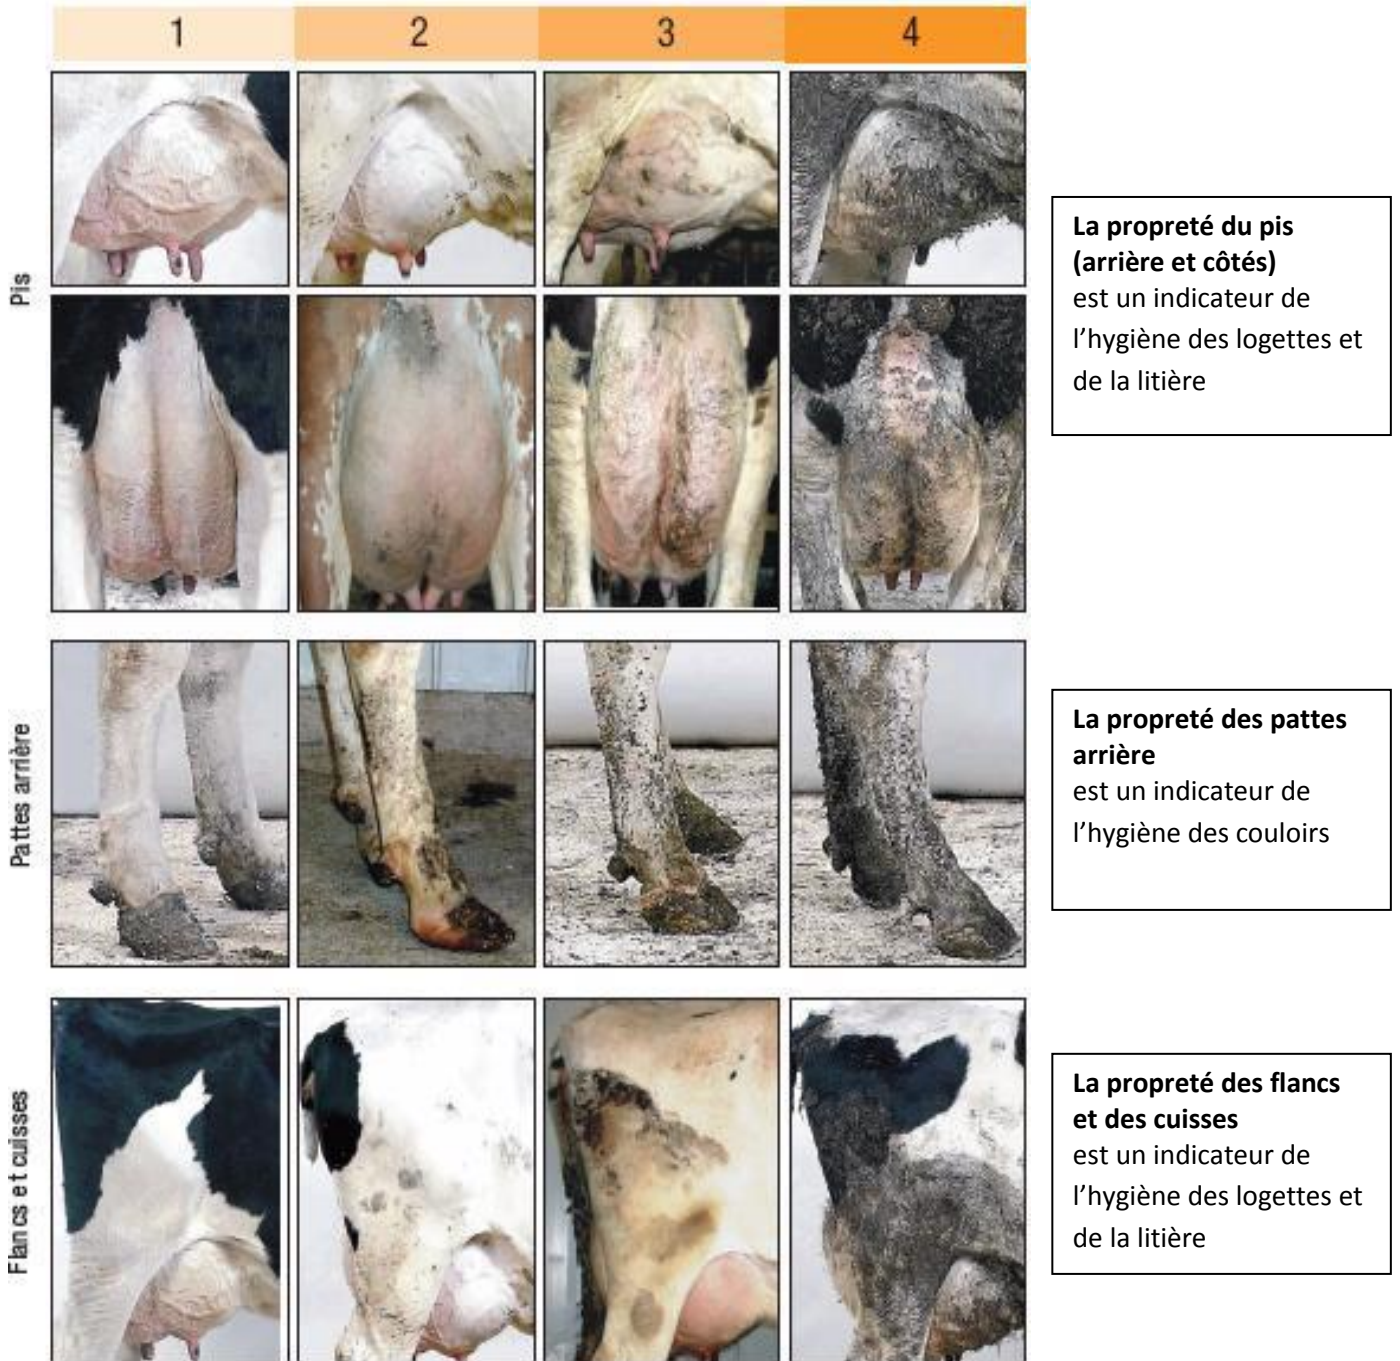 1 2 3 4
Pis
La propreté du pis
(arrière et côtés)
est un indicateur de
l'hygiène des logettes et
de la litière
Pattes arrière
La propreté des pattes
arrière
est un indicateur de
l'hygiène des couloirs
Flancs et cuisses
La propreté des flancs
et des cuisses
est un indicateur de
l'hygiène des logettes et
de la litière